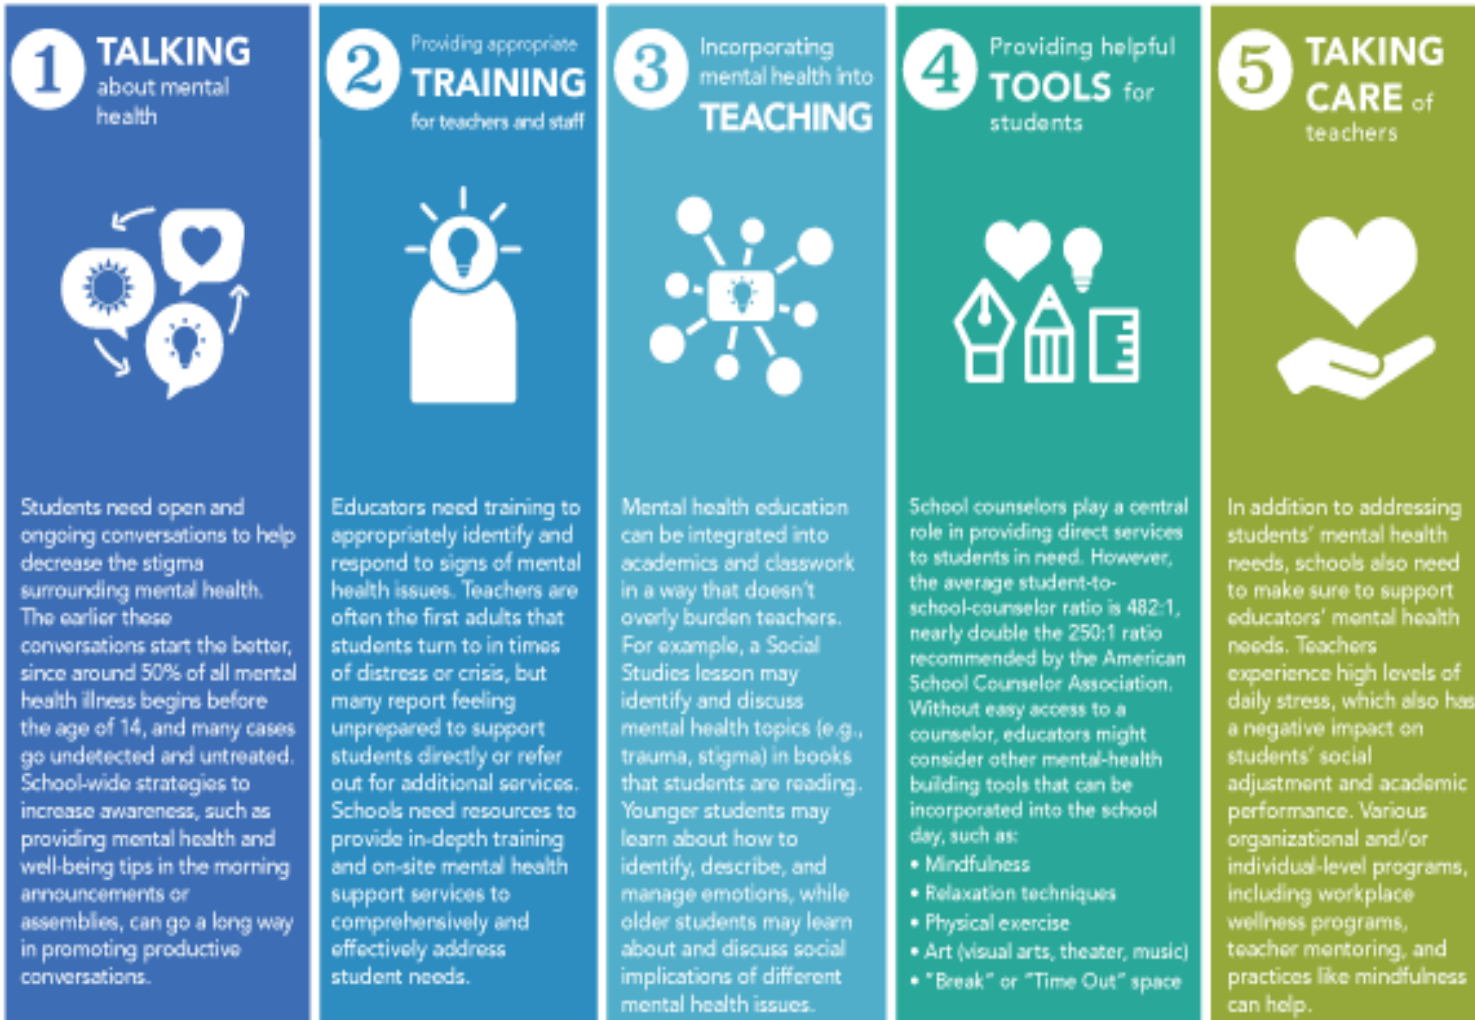 1
TALKING
about mental
health
Students need open and
ongoing conversations to help
decrease the stigma
surrounding mental health.
The earlier these
conversations start the better,
since around 50% of all mental
health illness begins before
the age of 14, and many cases
go undetected and untreated.
School-wide strategies to
increase awareness, such as
providing mental health and
well-being tips in the morning
announcements or
assemblies, can go a long way
in promoting productive
conversations.
2
Providing appropriate
TRAINING
for teachers and staff
Educators need training to
appropriately identify and
respond to signs of mental
health issues. Teachers are
often the first adults that
students turn to in times
of distress or crisis, but
many report feeling
unprepared to support
students directly or refer
out for additional services.
Schools need resources to
provide in-depth training
and on-site mental health
support services to
comprehensively and
effectively address
student needs.
3
Incorporating
mental health into
TEACHING
Mental health education
can be integrated into
academics and classwork
in a way that doesn't
overly burden teachers.
For example, a Social
Studies lesson may
identify and discuss
mental health topics (e.g.,
trauma, stigma) in books
that students are reading.
Younger students may
learn about how to
identify, describe, and
manage emotions, while
older students may learn
about and discuss social
implications of different
mental health issues.
4
Providing helpful
TOOLS for
students
School counselors play a central
role in providing direct services
to students in need. However,
the average student-to-
school-counselor ratio is 482:1,
nearly double the 250:1 ratio
recommended by the American
School Counselor Association.
Without easy access to a
counselor, educators might
consider other mental-health
building tools that can be
incorporated into the school
day, such as:
• Mindfulness
• Relaxation techniques
• Physical exercise
• Art (visual arts, theater, music)
• "Break" or "Time Out" space
5
TAKING
CARE of
teachers
In addition to addressing
students' mental health
needs, schools also need
to make sure to support
educators' mental health
needs. Teachers
experience high levels of
daily stress, which also has
a negative impact on
students' social
adjustment and academic
performance. Various
organizational and/or
individual-level programs,
including workplace
wellness programs,
teacher mentoring, and
practices like mindfulness
can help.